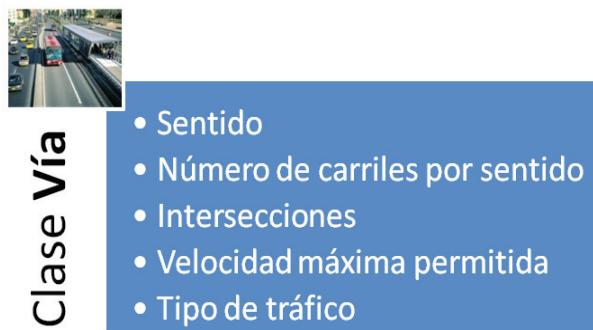 Clase Vía
• Sentido
• Número de carriles por sentido
• Intersecciones
• Velocidad máxima permitida
• Tipo de tráfico